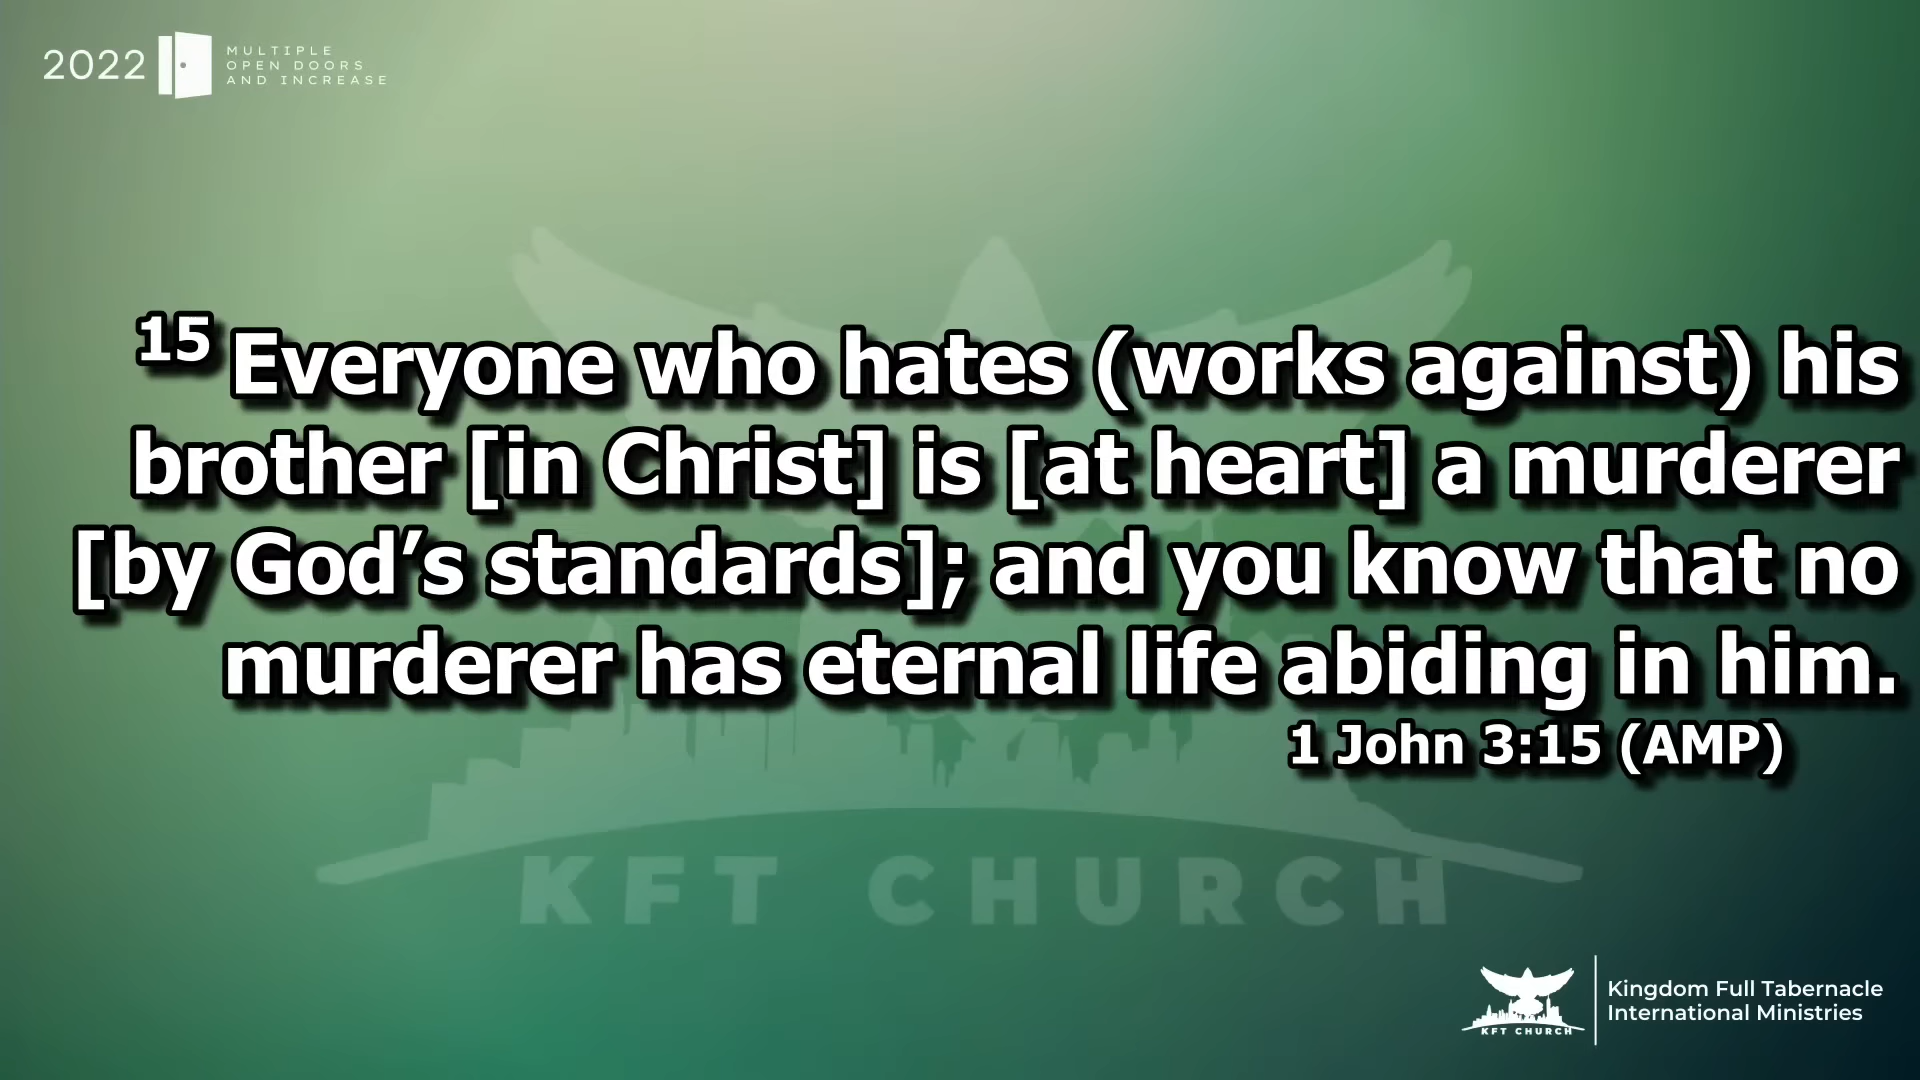 2022
MULTIPLE
OPEN DOORS
AND INCREASE
15 Everyone who hates (works against) his
brother [in Christ] is [at heart] a murderer
[by God’s standards]; and you know that no
murderer has eternal life abiding in him.
1 John 3:15 (AMP)
KFT CHURCH
KFT CHURCH
Kingdom Full Tabernacle
International Ministries